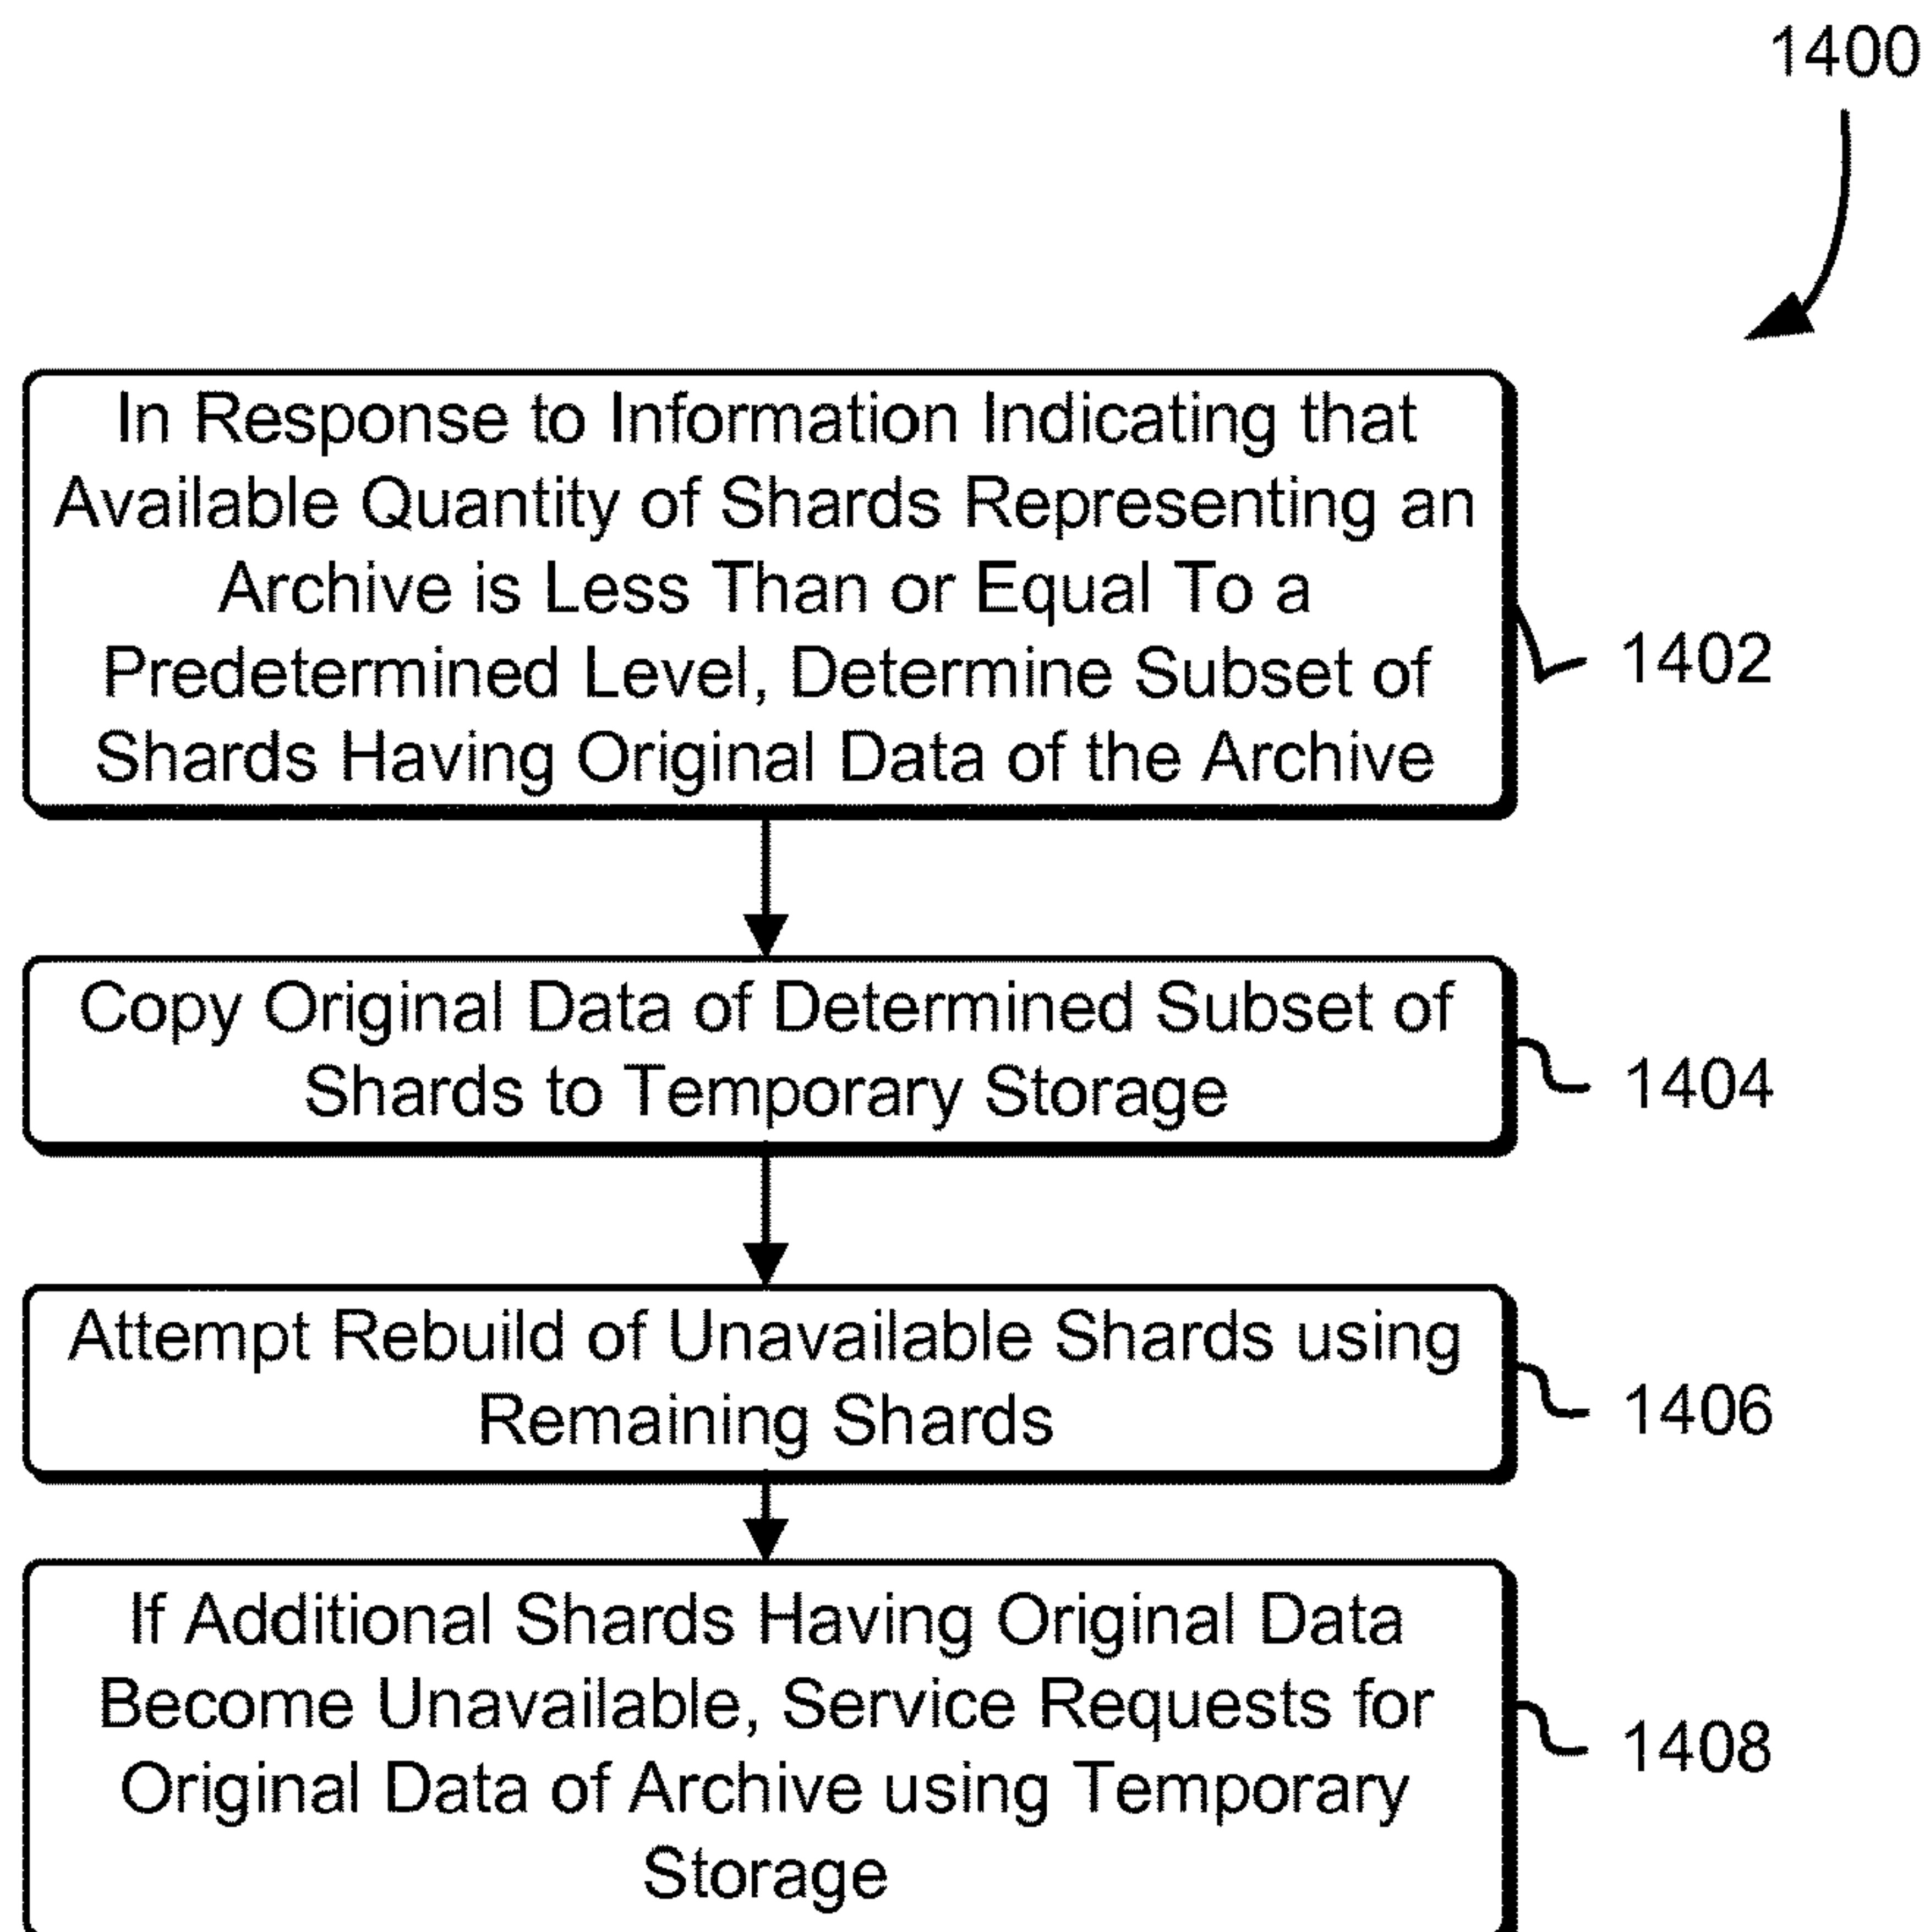 1400
In Response to Information Indicating that
Available Quantity of Shards Representing an
Archive is Less Than or Equal To a
Predetermined Level, Determine Subset of
Shards Having Original Data of the Archive
1402
Copy Original Data of Determined Subset of
Shards to Temporary Storage
1404
Attempt Rebuild of Unavailable Shards using
Remaining Shards
1406
If Additional Shards Having Original Data
Become Unavailable, Service Requests for
Original Data of Archive using Temporary
Storage
1408